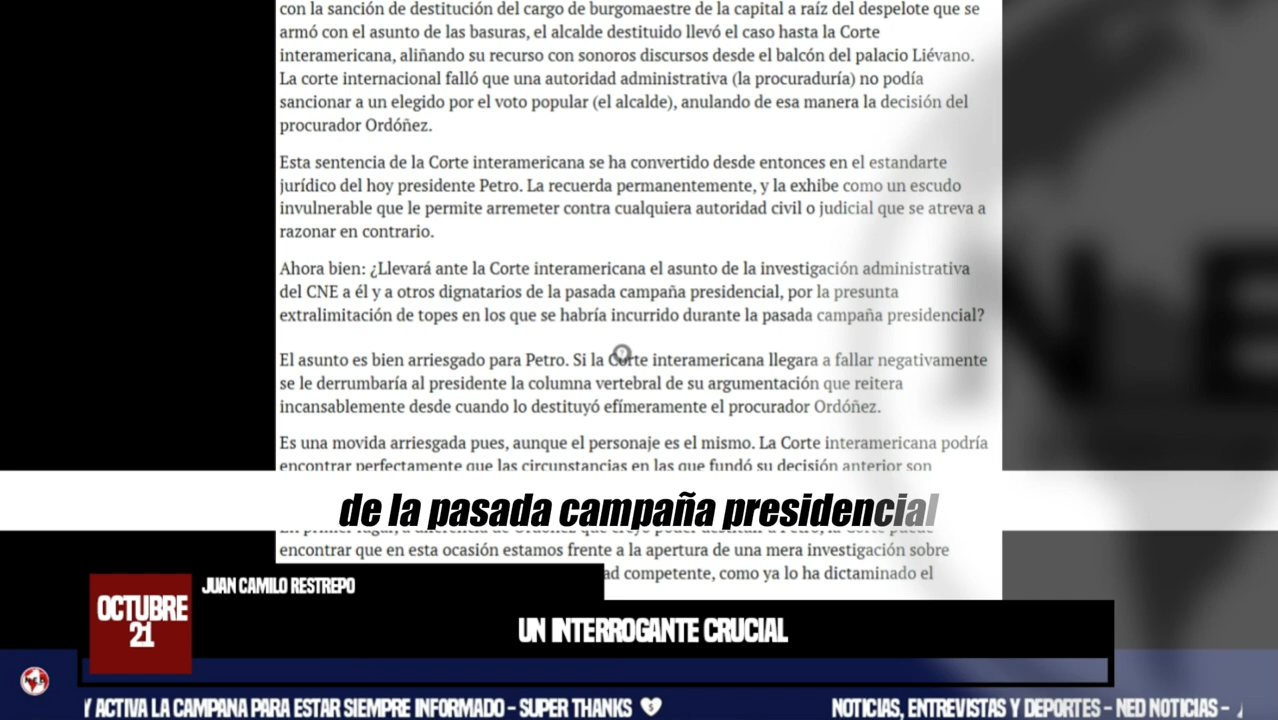 con la sanción de destitución del cargo de burgomaestre de la capital a raíz del despelote que se
armó con el asunto de las basuras, el alcalde destituido llevó el caso hasta la Corte
interamericana, aliñando su recurso con sonoros discursos desde el balcón del palacio Liévano.
La corte internacional falló que una autoridad administrativa (la procuraduría) no podía
sancionar a un elegido por el voto popular (el alcalde), anulando de esa manera la decisión del
procurador Ordóñez.
Esta sentencia de la Corte interamericana se ha convertido desde entonces en el estandarte
jurídico del hoy presidente Petro. La recuerda permanentemente, y la exhibe como un escudo
invulnerable que le permite arremeter contra cualquiera autoridad civil o judicial que se atreva a
razonar en contrario.
Ahora bien: ¿Llevará ante la Corte interamericana el asunto de la investigación administrativa
del CNE a él y a otros dignatarios de la pasada campaña presidencial, por la presunta
extralimitación de topes en los que se habría incurrido durante la pasada campaña presidencial?
El asunto es bien arriesgado para Petro. Si la Corte interamericana llegara a fallar negativamente
se le derrumbaría al presidente la columna vertebral de su argumentación que reitera
incansablemente desde cuando lo destituyó efímeramente el procurador Ordóñez.
Es una movida arriesgada pues, aunque el personaje es el mismo. La Corte interamericana podría
encontrar perfectamente que las circunstancias en las que fundó su decisión anterior son
de la pasada campaña presidencial
encontrar que en esta ocasión estamos frente a la apertura de una mera investigación sobre
competente, como ya lo ha dictaminado el
JUAN CAMILO RESTREPO
OCTUBRE
21
UN INTERROGANTE CRUCIAL
Y ACTIVA LA CAMPANA PARA ESTAR SIEMPRE INFORMADO - SUPER THANKS
NOTICIAS, ENTREVISTAS Y DEPORTES - NED NOTICIAS -